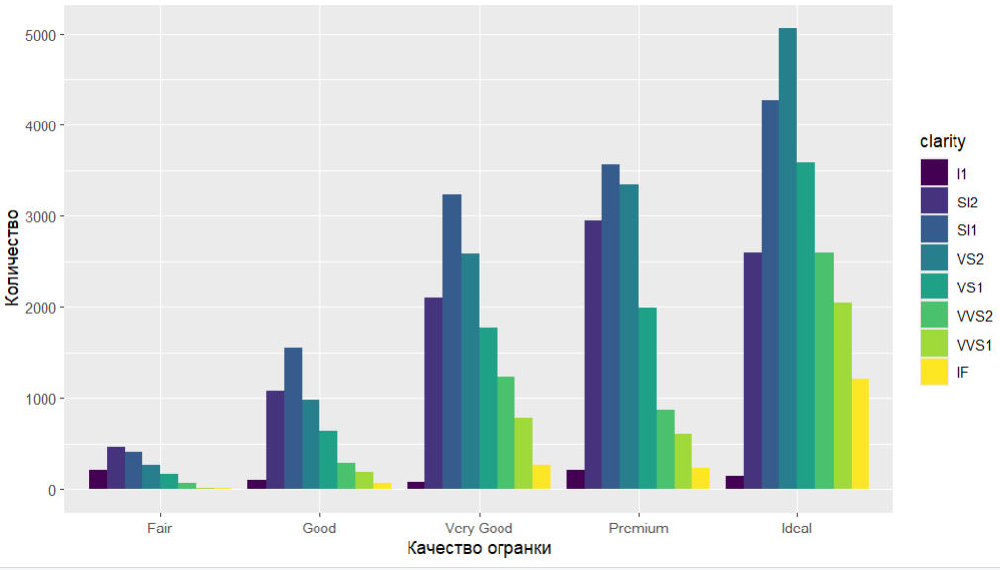 5000
4000
3000
2000
1000
0
Количество
Fair Good Very Good Premium Ideal
Качество огранки
clarity
I1
SI2
SI1
VS2
VS1
VVS2
VVS1
IF